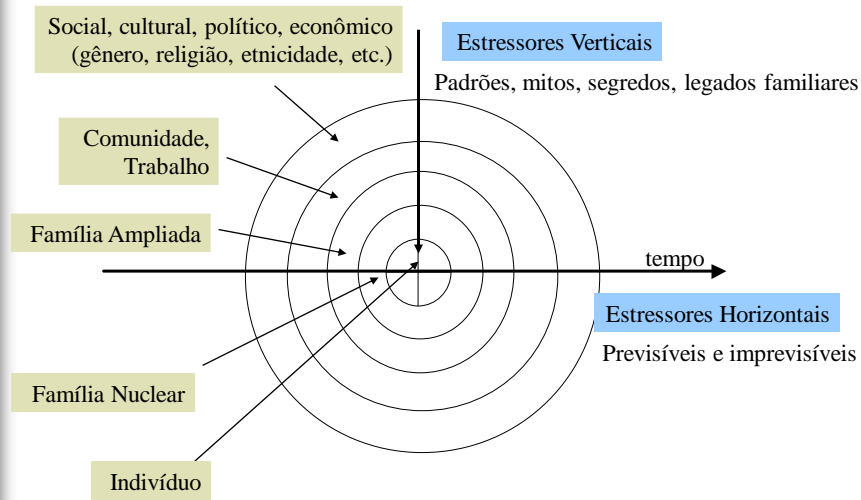 Social, cultural, político, econômico
(gênero, religião, etnicidade, etc.)
Estressores Verticais
Padrões, mitos, segredos, legados familiares
Comunidade,
Trabalho
Família Ampliada
tempo
Estressores Horizontais
Previsíveis e imprevisíveis
Família Nuclear
Indivíduo